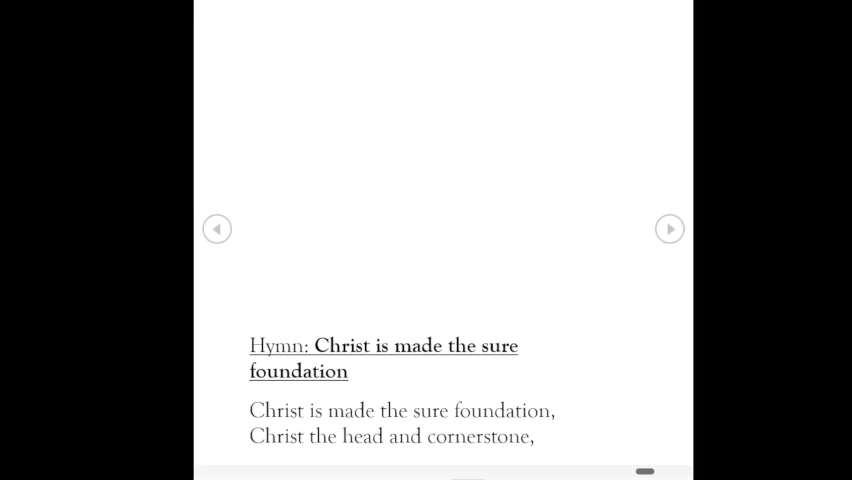 Hymn: Christ is made the sure
foundation
Christ is made the sure foundation,
Christ the head and cornerstone,